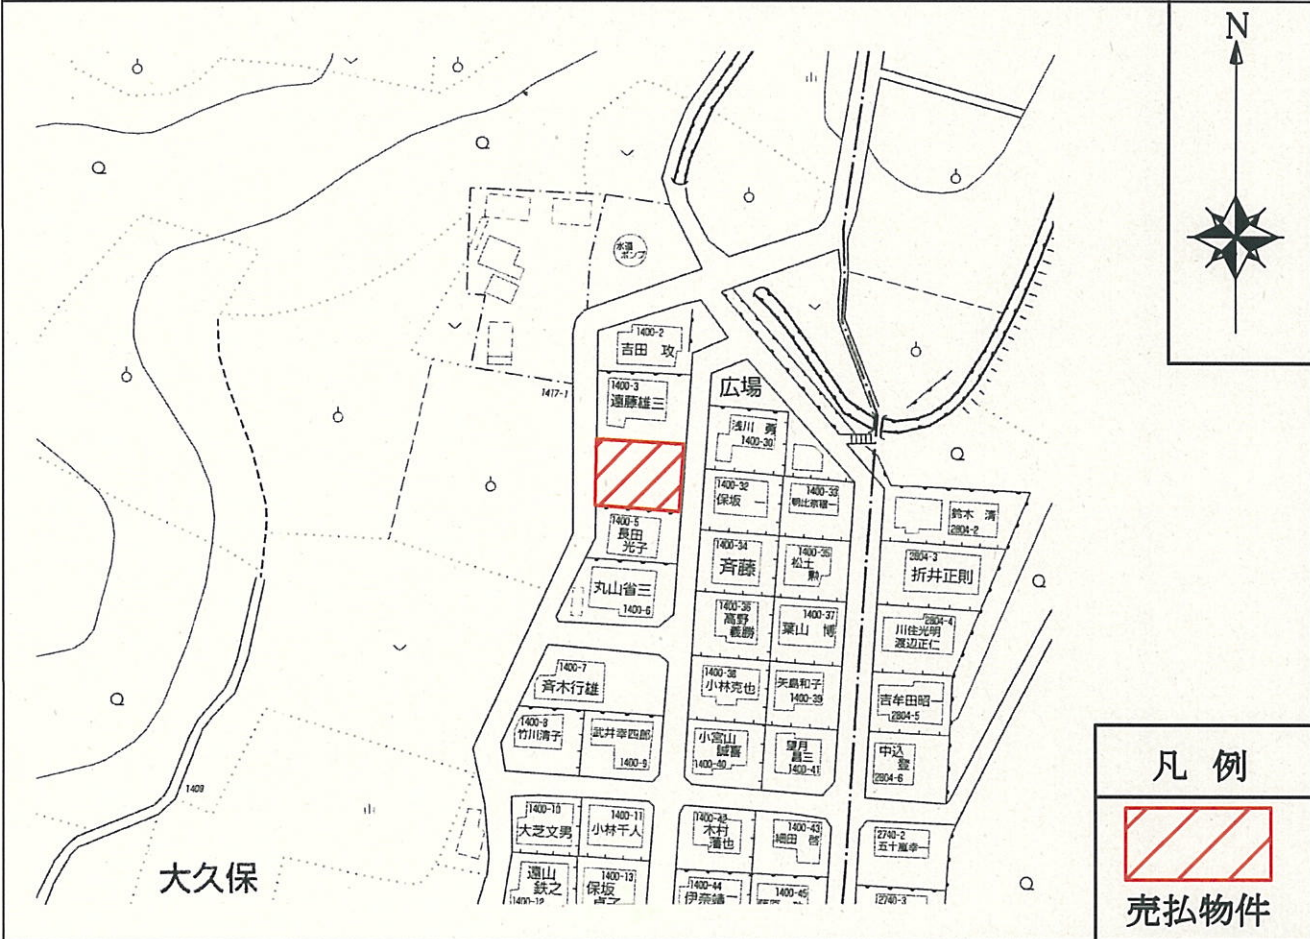 N
水道
ポンプ
1400-2
吉田 攻
1400-3
遠藤雄三
1417-1
広場
浅川 勇
1400-30
1400-32
保坂 一
1400-33
1400-5
長田
光子
鈴木 清
2804-2
1400-34
斉藤
1400-35
松土
勲
2804-3
折井正則
丸山省三
1400-6
1400-36
高野
義勝
1400-37
葉山 博
2804-4
川住光明
渡辺正仁
1400-7
斉木行雄
1400-38
小林克也
矢島和子
1400-39
吉牟田昭一
2804-5
1400-8
竹川清子
武井幸四郎
1400-9
小宮山
誠喜
1400-40
望月
昌三
1400-41
中込
登
2804-6
凡例
1409
1400-10
大芝文男
1400-11
小林千人
1400-42
木村
1400-43
細田 啓
2740-2
五十嵐幸一
大久保
遠山
鉄之
1400-12
1400-13
保坂
貞子
1400-44
伊奈靖一
1400-45
2740-3
売払物件